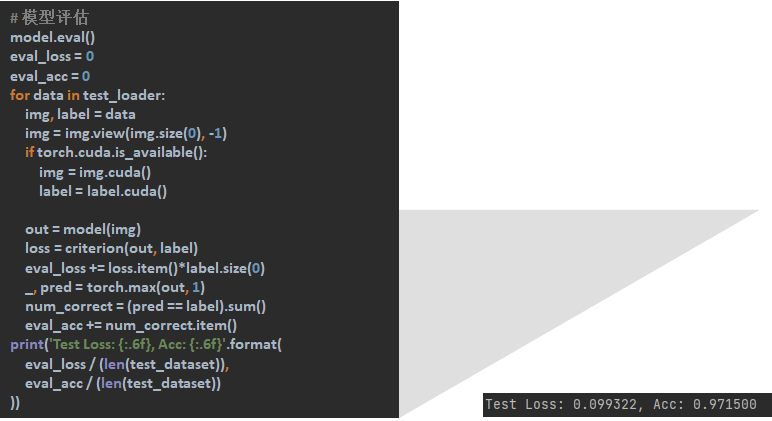 # 模型评估
model.eval()
eval_loss = 0
eval_acc = 0
for data in test_loader:
    img, label = data
    img = img.view(img.size(0), -1)
    if torch.cuda.is_available():
        img = img.cuda()
        label = label.cuda()

    out = model(img)
    loss = criterion(out, label)
    eval_loss += loss.item()*label.size(0)
    _, pred = torch.max(out, 1)
    num_correct = (pred == label).sum()
    eval_acc += num_correct.item()
print('Test Loss: {:.6f}, Acc: {:.6f}'.format(
    eval_loss / (len(test_dataset)),
    eval_acc / (len(test_dataset))
))
Test Loss: 0.099322, Acc: 0.971500